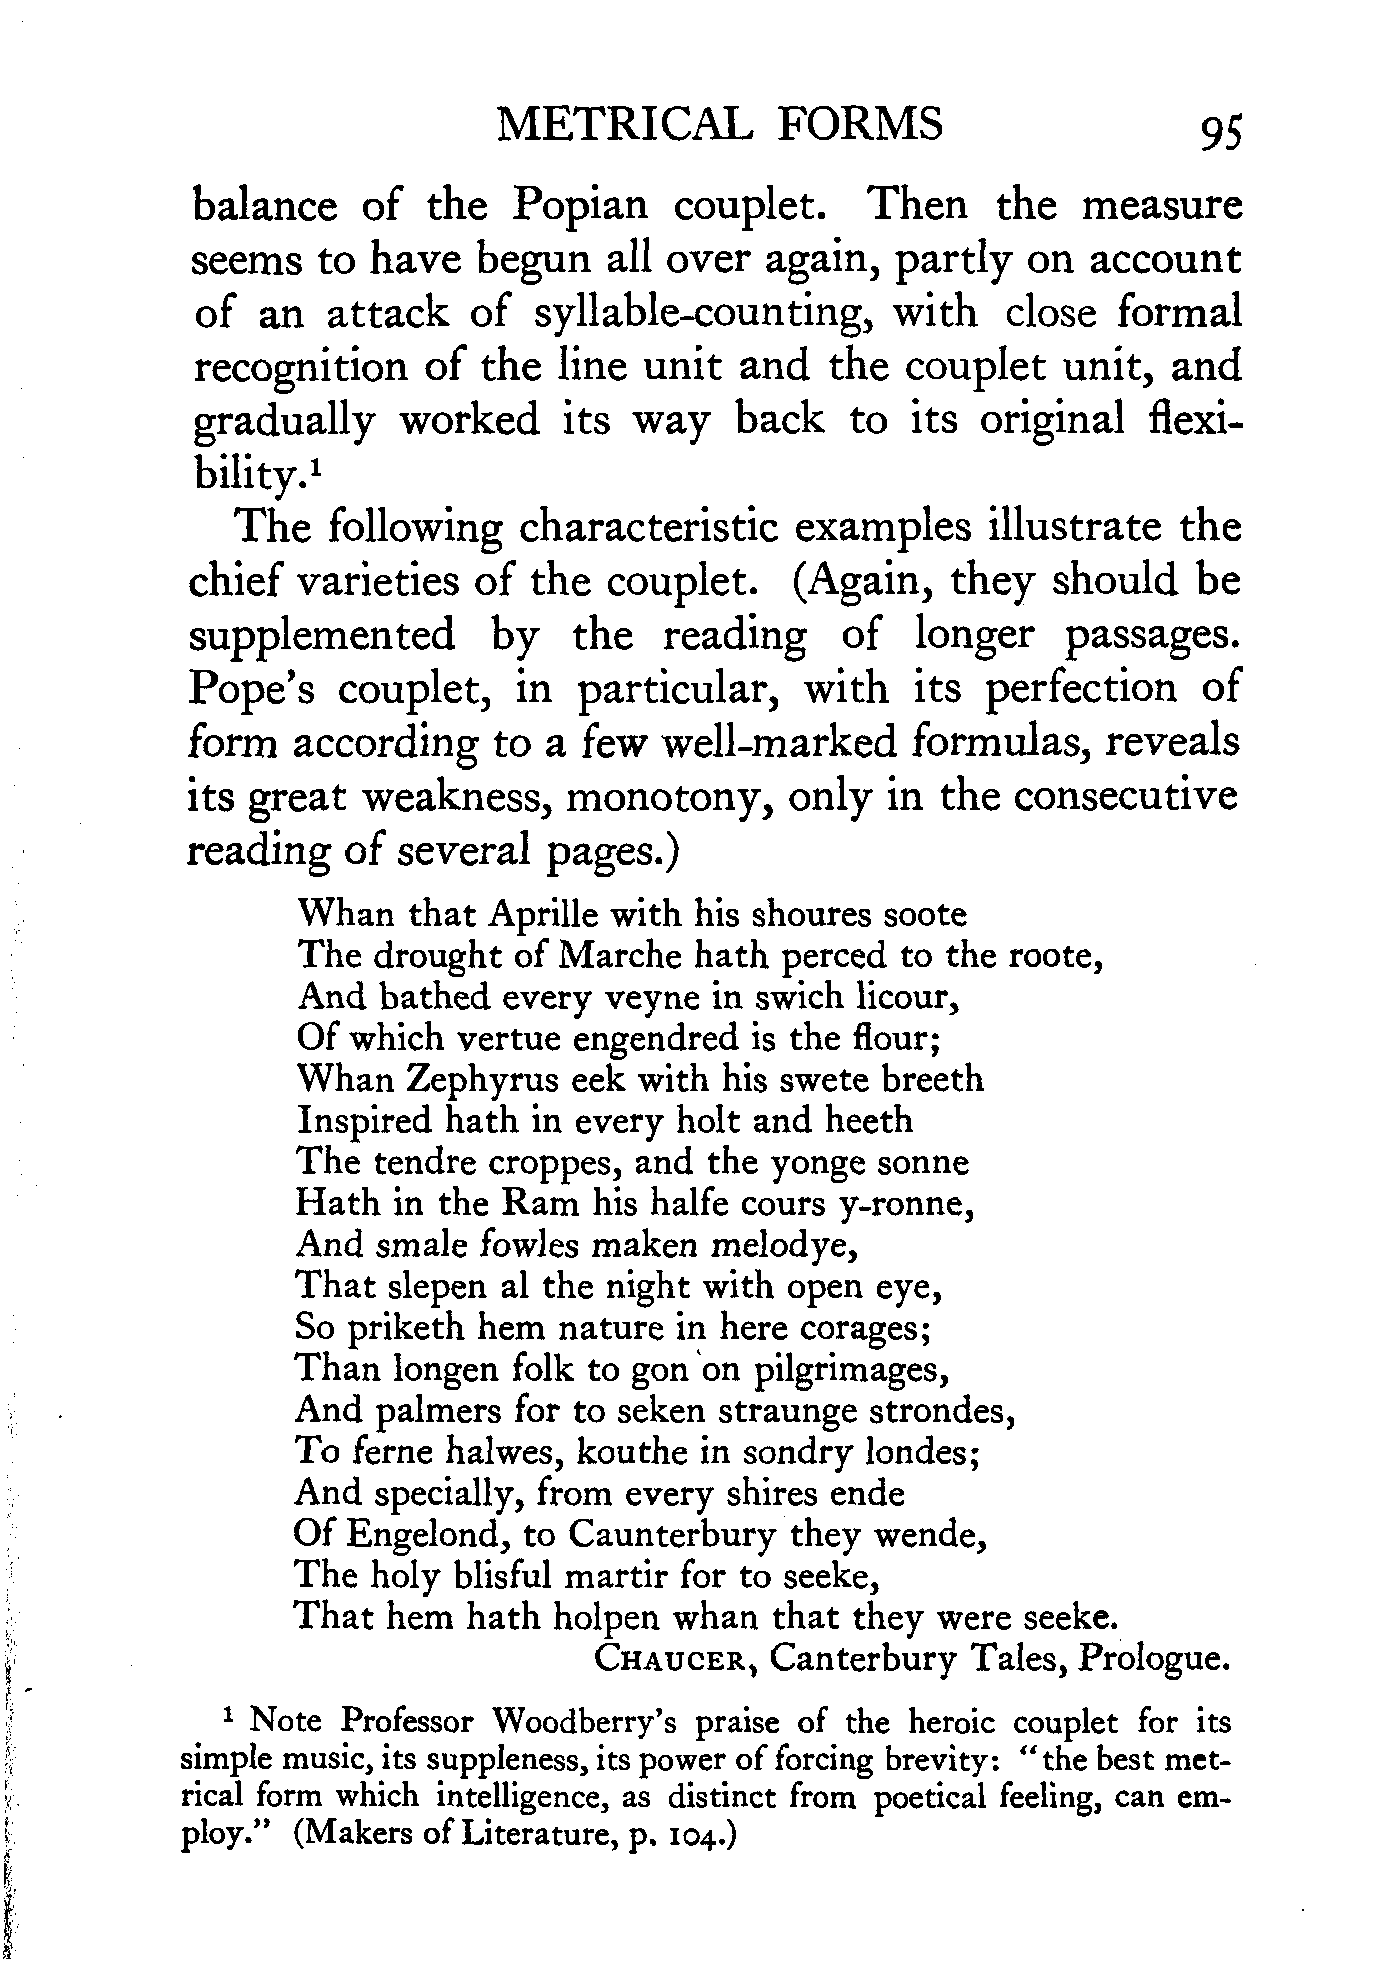 METRICAL FORMS 95
balance of the Popian couplet. Then the measure
seems to have begun all over again, partly on account
of an attack of syllable-counting, with close formal
recognition of the line unit and the couplet unit, and
gradually worked its way back to its original flexi-
bility.¹
The following characteristic examples illustrate the
chief varieties of the couplet. (Again, they should be
supplemented by the reading of longer passages.
Pope's couplet, in particular, with its perfection of
form according to a few well-marked formulas, reveals
its great weakness, monotony, only in the consecutive
reading of several pages.)
Whan that Aprille with his shoures soote
The drought of Marche hath perced to the roote,
And bathed every veyne in swich licour,
Of which vertue engendred is the flour;
Whan Zephyrus eek with his swete breeth
Inspired hath in every holt and heeth
The tendre croppes, and the yonge sonne
Hath in the Ram his halfe cours y-ronne,
And smale fowles maken melodye,
That slepen al the night with open eye,
So priketh hem nature in here corages;
Than longen folk to gon on pilgrimages,
And palmers for to seken straunge strondes,
To ferne halwes, kouthe in sondry londes;
And specially, from every shires ende
Of Engelond, to Caunterbury they wende,
The holy blisful martir for to seeke,
That hem hath holpen whan that they were seeke.
CHAUCER, Canterbury Tales, Prologue.
¹ Note Professor Woodberry's praise of the heroic couplet for its
simple music, its suppleness, its power of forcing brevity: "the best met-
rical form which intelligence, as distinct from poetical feeling, can em-
ploy." (Makers of Literature, p. 104.)